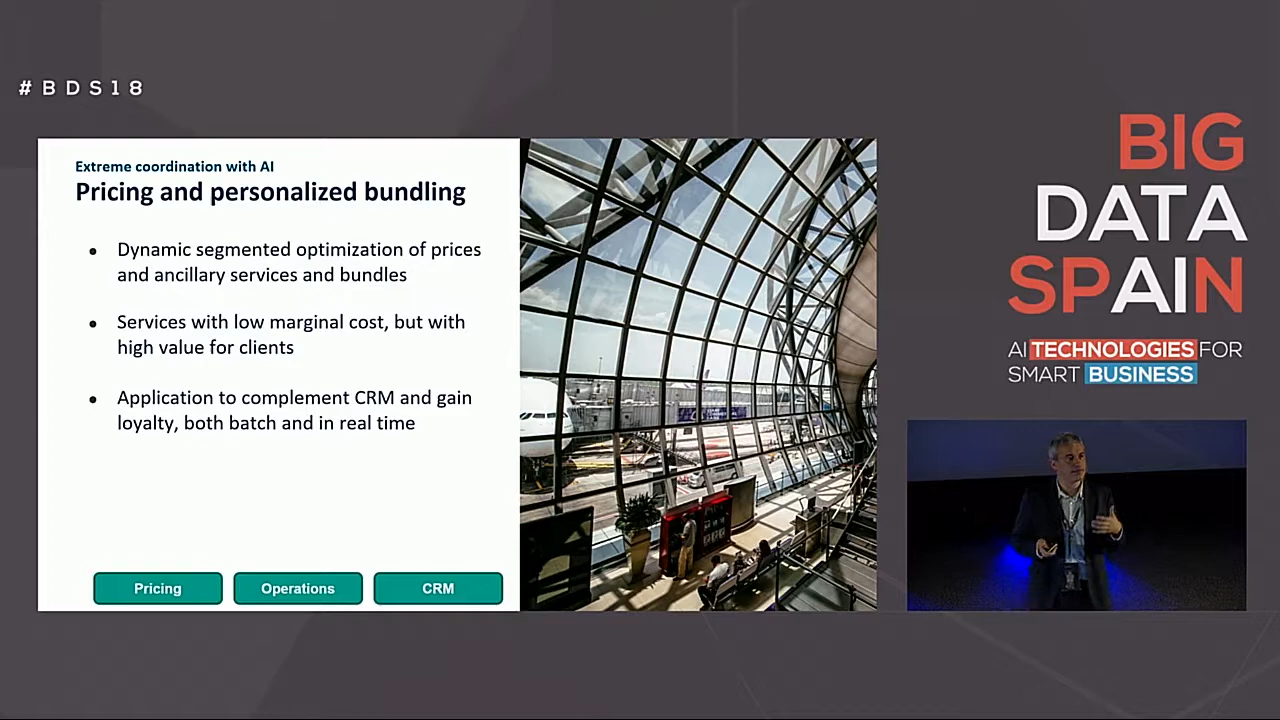 #BDS18
Extreme coordination with AI
Pricing and personalized bundling
● Dynamic segmented optimization of prices
and ancillary services and bundles
● Services with low marginal cost, but with
high value for clients
● Application to complement CRM and gain
loyalty, both batch and in real time
Pricing
Operations
CRM
BIG
DATA
SPAIN
AI TECHNOLOGIES FOR
SMART BUSINESS